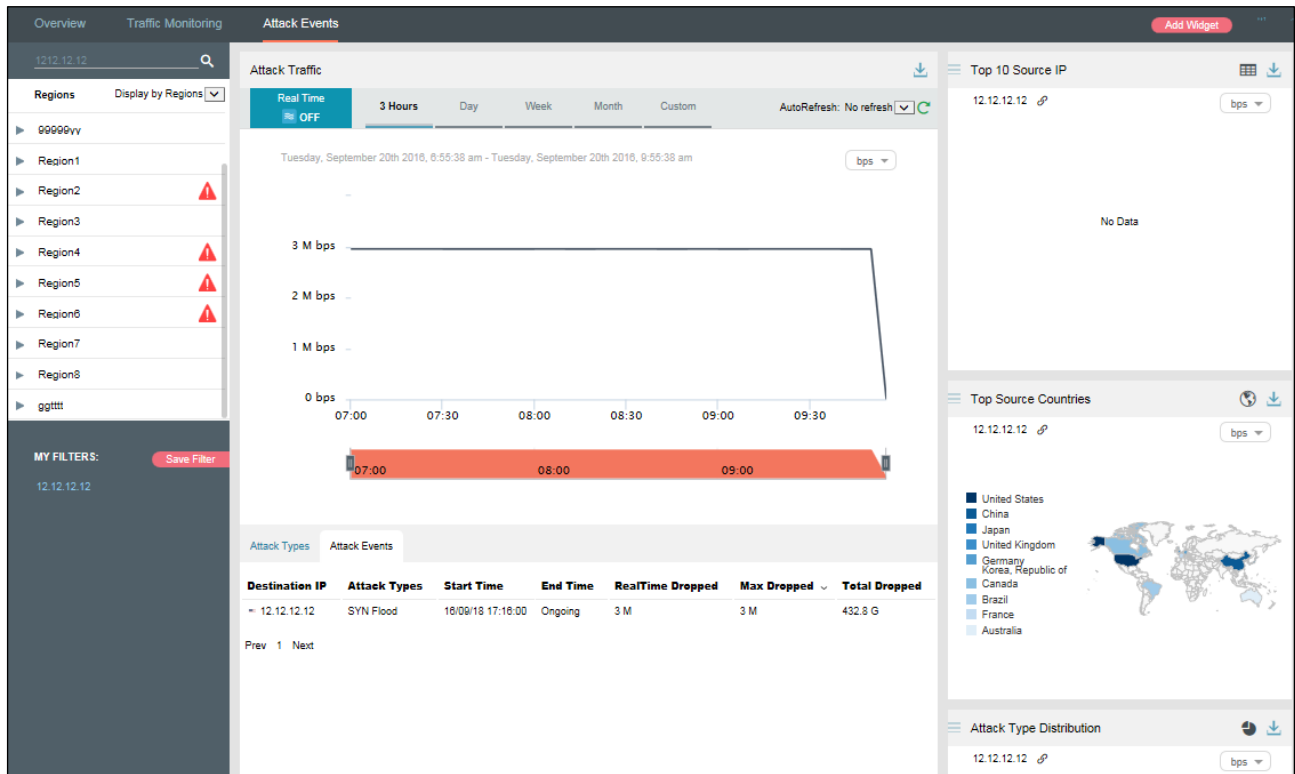 Overview Traffic Monitoring Attack Events Add Widget
1212.12.12
Regions Display by Regions
99999yy
Region1
Region2
Region3
Region4
Region5
Region6
Region7
Region8
ggtttt
MY FILTERS: Save Filter
12.12.12.12
Attack Traffic
Real Time
OFF
3 Hours Day Week Month Custom AutoRefresh: No refresh
Tuesday, September 20th 2016, 6:55:38 am - Tuesday, September 20th 2016, 9:55:38 am bps
3 M bps
2 M bps
1 M bps
0 bps
07:00 07:30 08:00 08:30 09:00 09:30
07:00 08:00 09:00
Attack Types Attack Events
Destination IP Attack Types Start Time End Time RealTime Dropped Max Dropped Total Dropped
12.12.12.12 SYN Flood 16/09/18 17:16:00 Ongoing 3 M 3 M 432.8 G
Prev 1 Next
Top 10 Source IP
12.12.12.12 bps
No Data
Top Source Countries
12.12.12.12 bps
United States
China
Japan
United Kingdom
Germany
Korea, Republic of
Canada
Brazil
France
Australia
Attack Type Distribution
12.12.12.12 bps